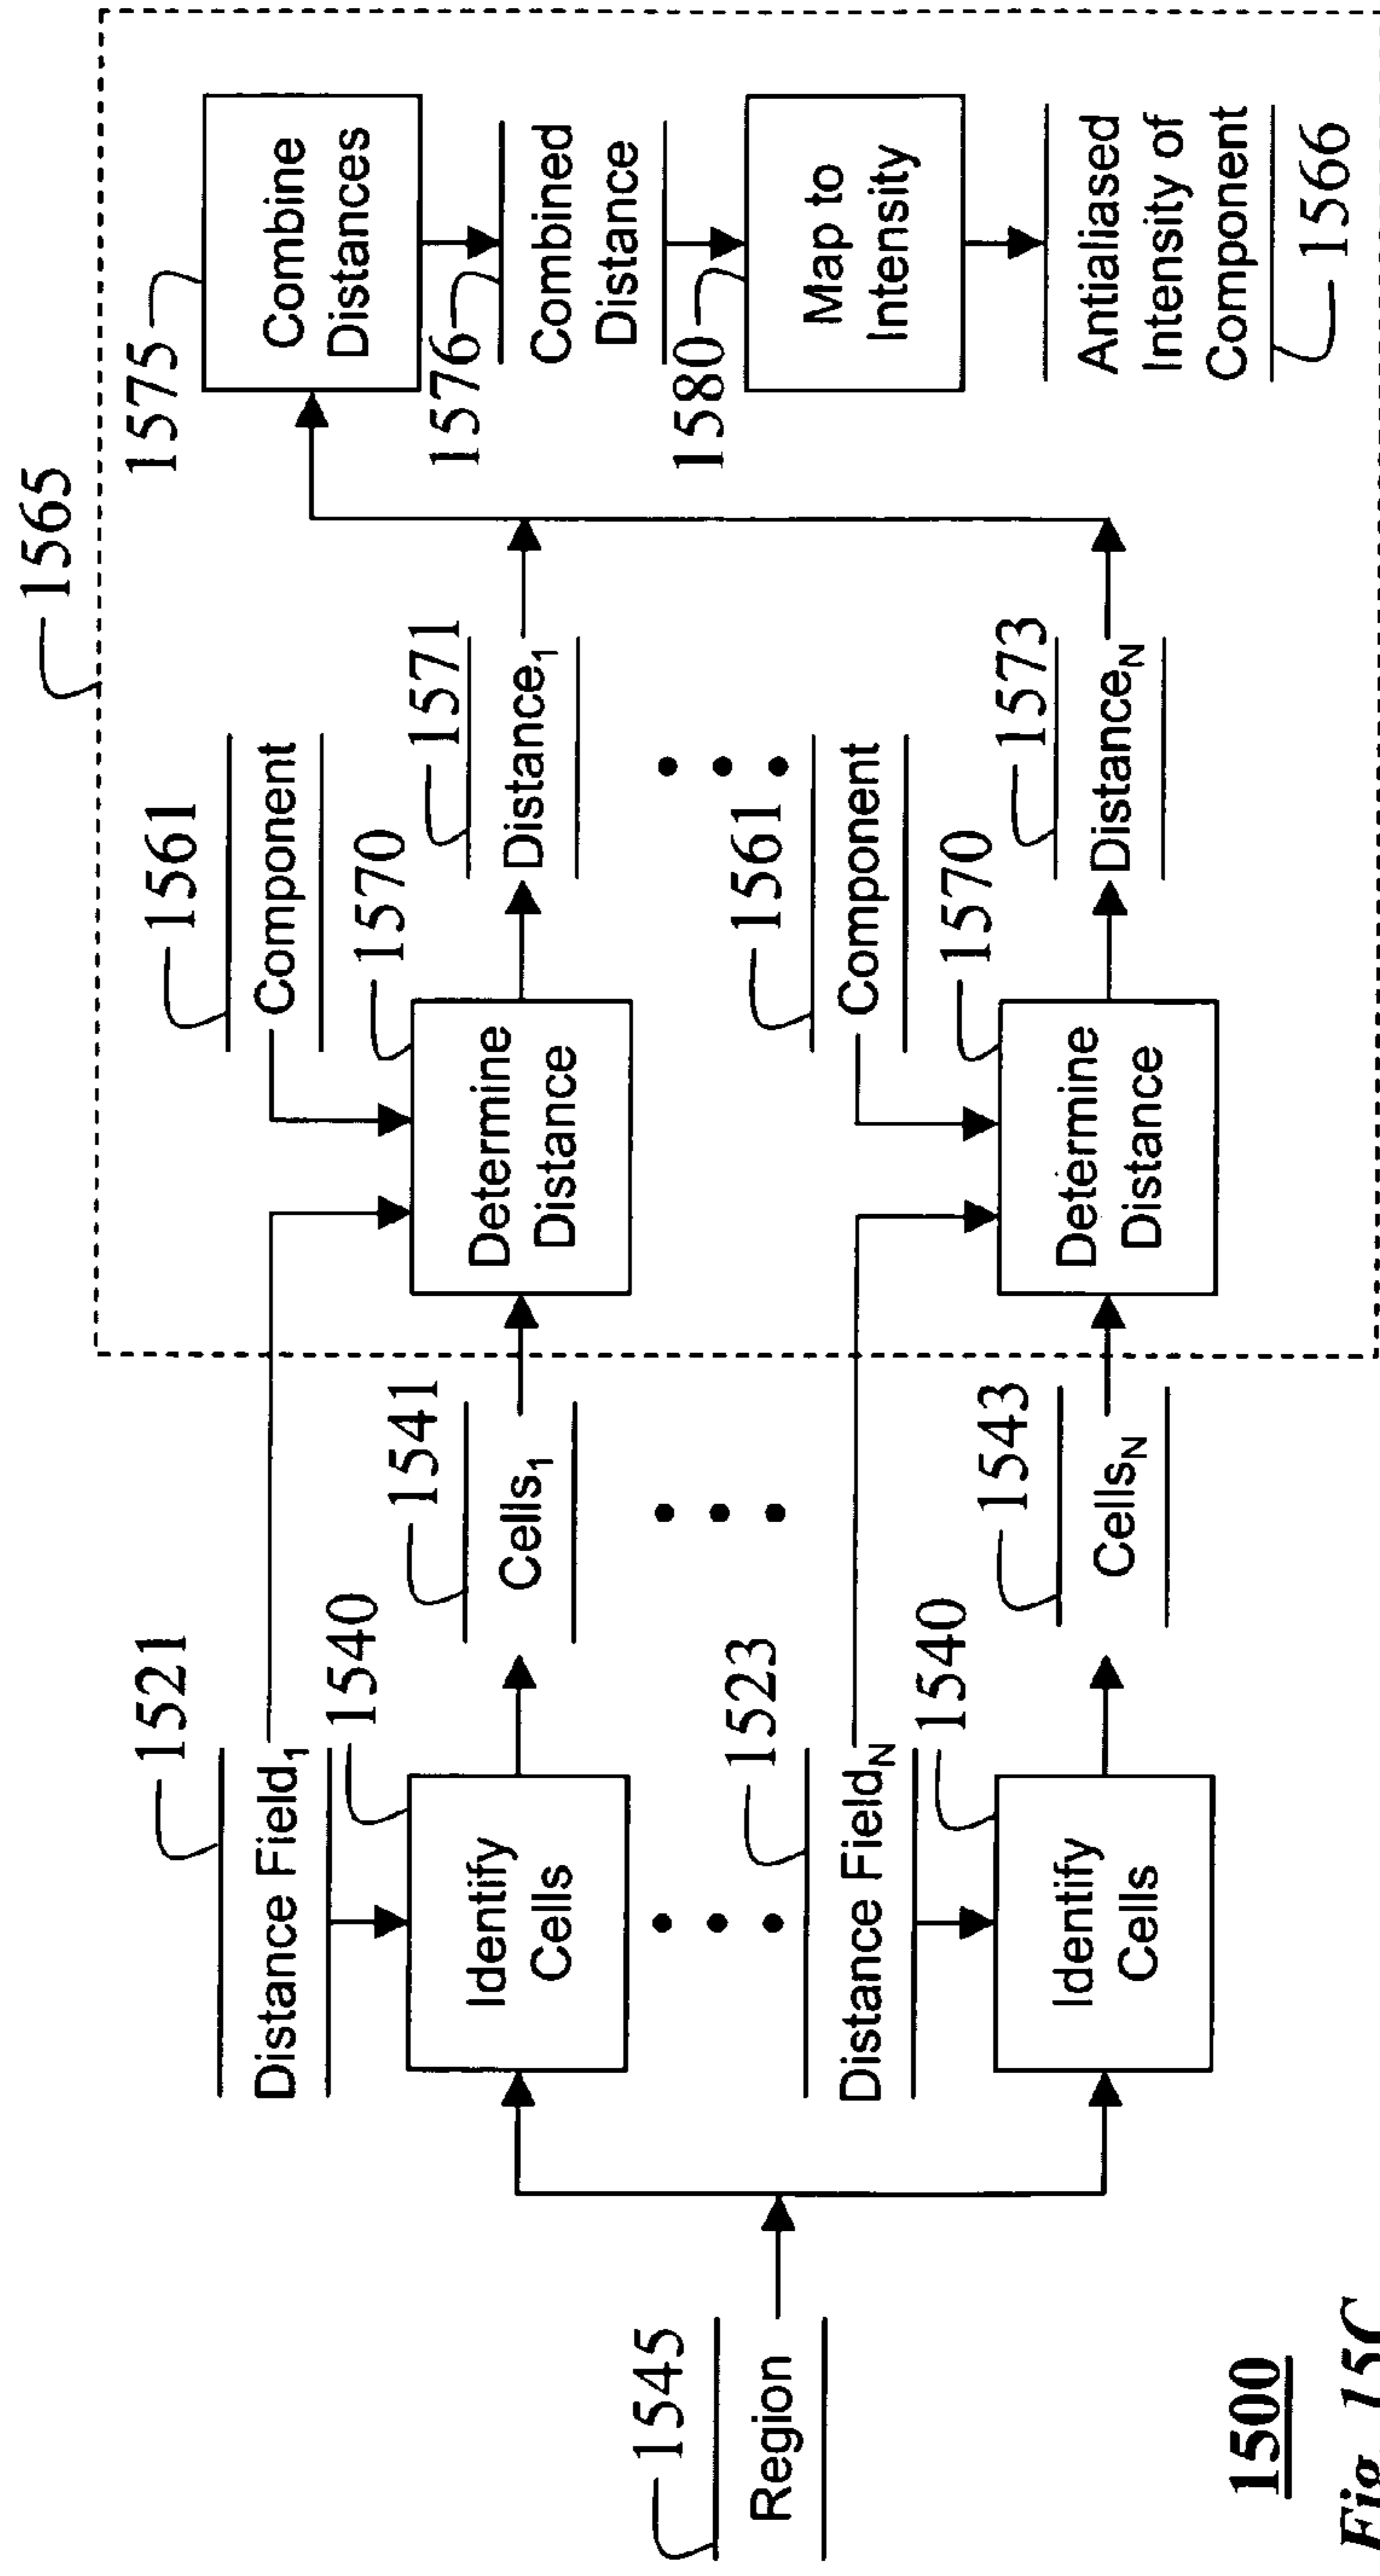 1565
1575
Combine
Distances
1576
Combined
Distance
1580
Map to
Intensity
Antialiased
Intensity of
Component
1566
1561
Component
1570
Determine
Distance
1571
Distance1
1561
Component
1570
Determine
Distance
1573
DistanceN
1521
Distance Field1
1540
Identify
Cells
1541
Cells1
1523
Distance FieldN
1540
Identify
Cells
1543
CellsN
1545
Region
1500
Fig. 15C